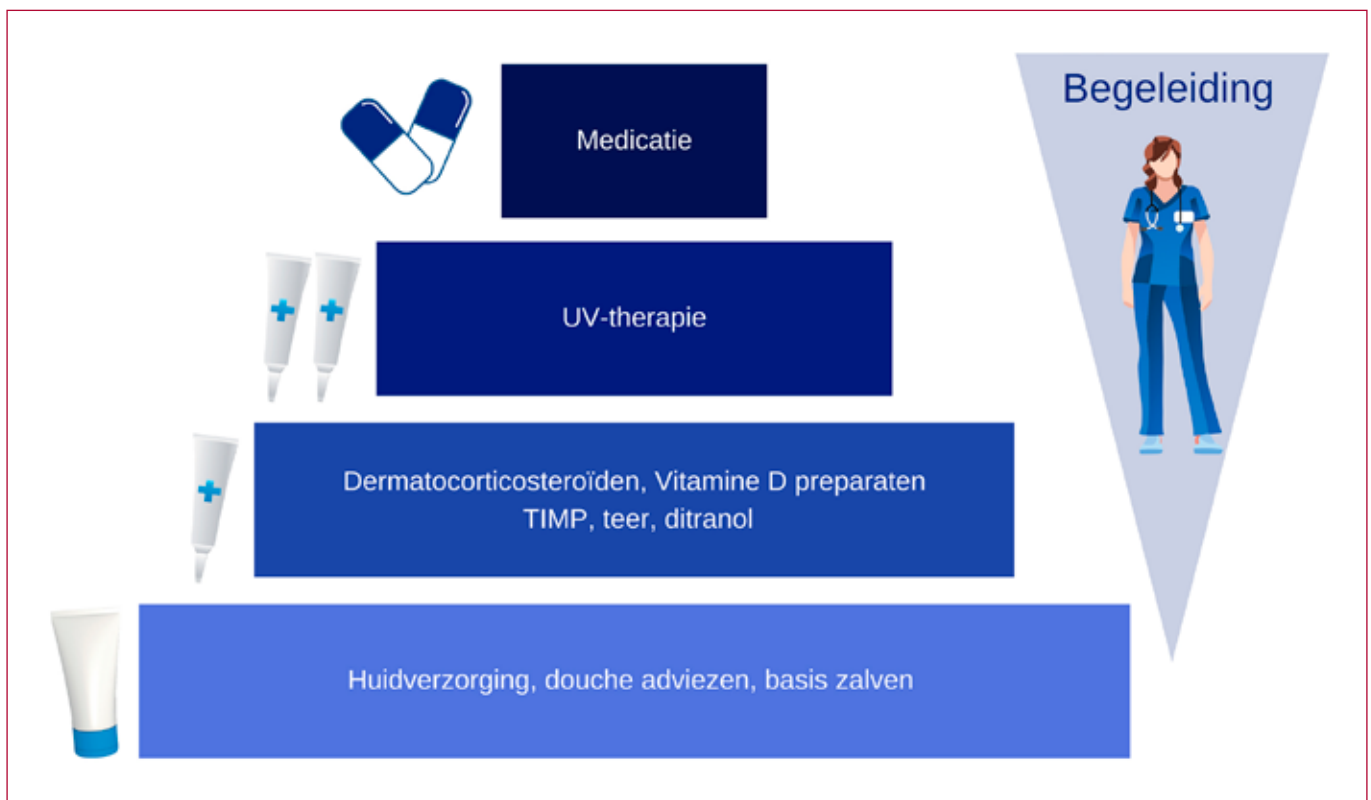 Begeleiding
Medicatie
UV-therapie
Dermatocorticosteroïden, Vitamine D preparaten
TIMP, teer, ditranol
Huidverzorging, douche adviezen, basis zalven